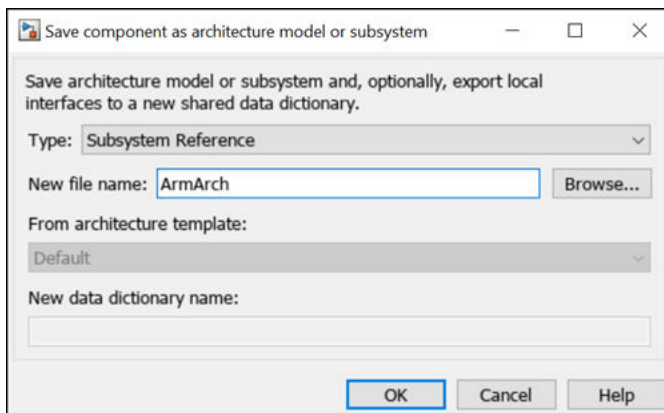 Save component as architecture model or subsystem
Save architecture model or subsystem and, optionally, export local
interfaces to a new shared data dictionary.
Type: Subsystem Reference
New file name: ArmArch Browse...
From architecture template:
Default
New data dictionary name:
OK Cancel Help